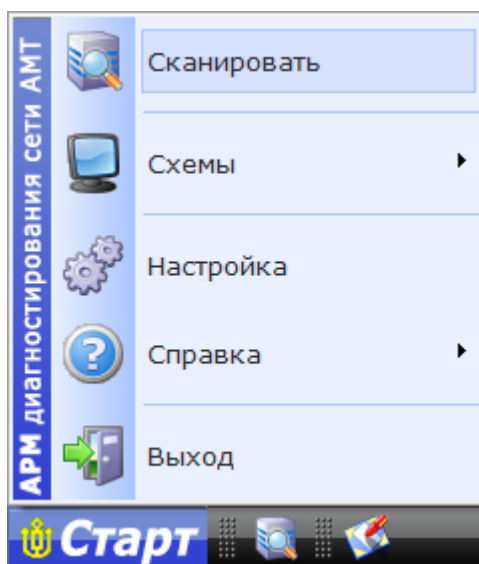 АРМ диагностирования сети АМТ
Сканировать
Схемы
Настройка
Справка
Выход
Старт